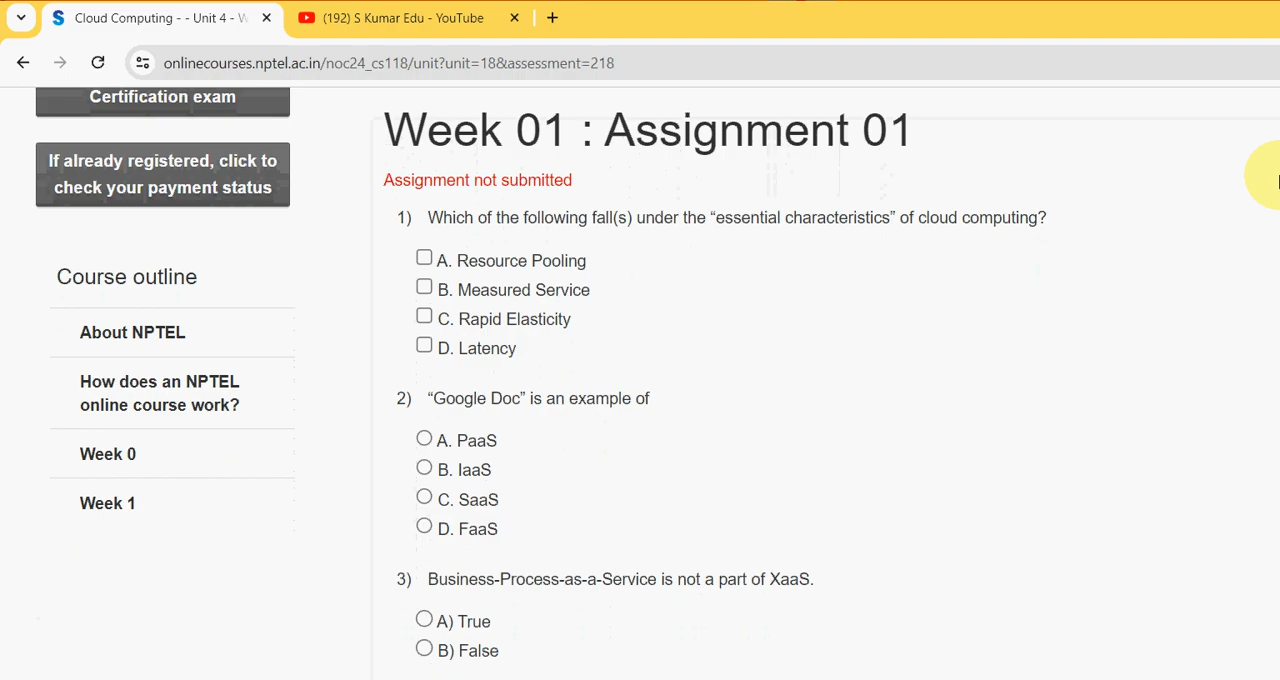 Cloud Computing - - Unit 4 - W
(192) S Kumar Edu - YouTube
onlinecourses.nptel.ac.in/noc24_cs118/unit?unit=18&assessment=218
Certification exam
If already registered, click to
check your payment status
Course outline
About NPTEL
How does an NPTEL
online course work?
Week 0
Week 1
Week 01 : Assignment 01
Assignment not submitted
1) Which of the following fall(s) under the “essential characteristics” of cloud computing?
A. Resource Pooling
B. Measured Service
C. Rapid Elasticity
D. Latency
2) “Google Doc” is an example of
A. PaaS
B. IaaS
C. SaaS
D. FaaS
3) Business-Process-as-a-Service is not a part of XaaS.
A) True
B) False